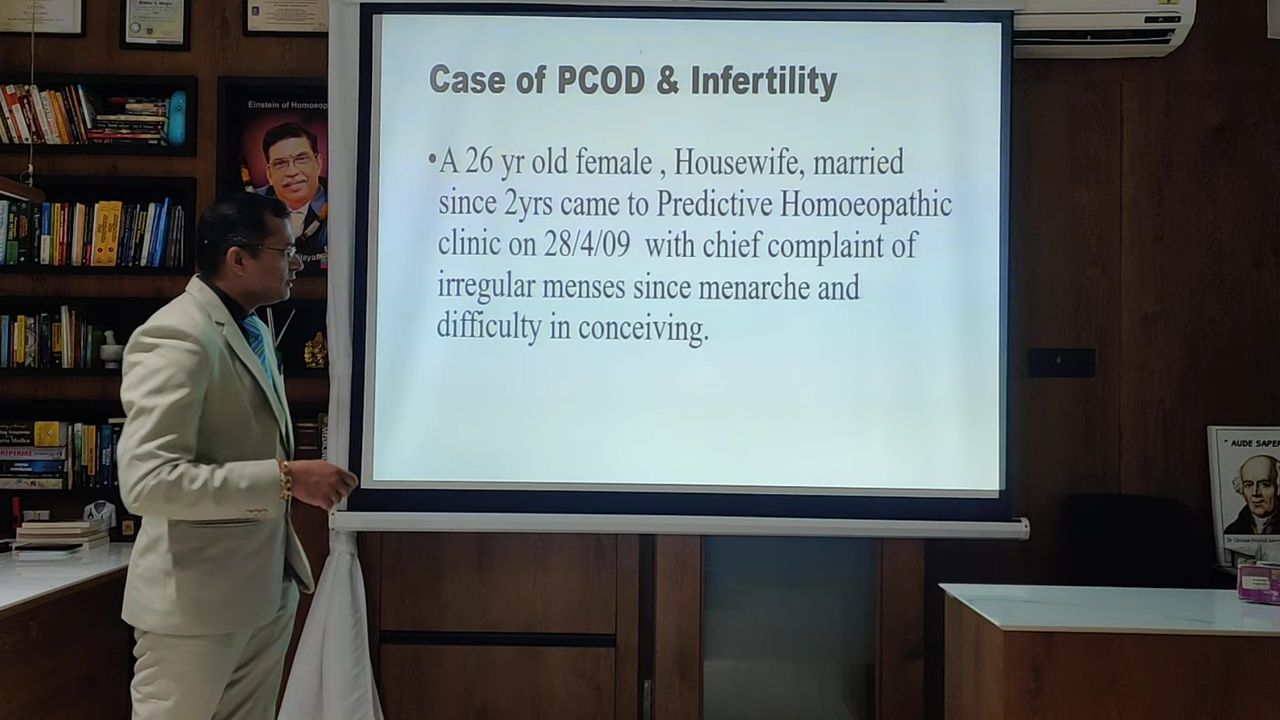 Case of PCOD & Infertility
•A 26 yr old female , Housewife, married
since 2yrs came to Predictive Homoeopathic
clinic on 28/4/09 with chief complaint of
irregular menses since menarche and
difficulty in conceiving.
Einstein of Homoeop
" AUDE SAPER